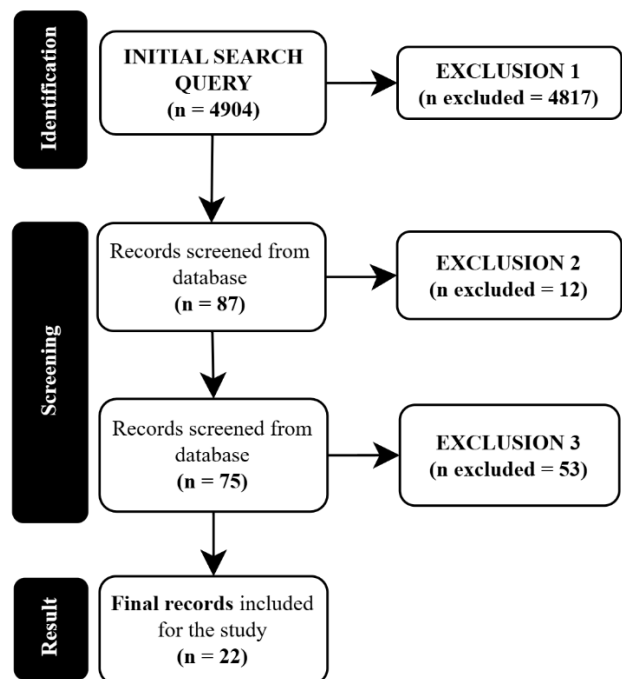 Identification
INITIAL SEARCH
QUERY
(n = 4904)
EXCLUSION 1
(n excluded = 4817)
Screening
Records screened from
database
(n = 87)
EXCLUSION 2
(n excluded = 12)
Records screened from
database
(n = 75)
EXCLUSION 3
(n excluded = 53)
Result
Final records included
for the study
(n = 22)